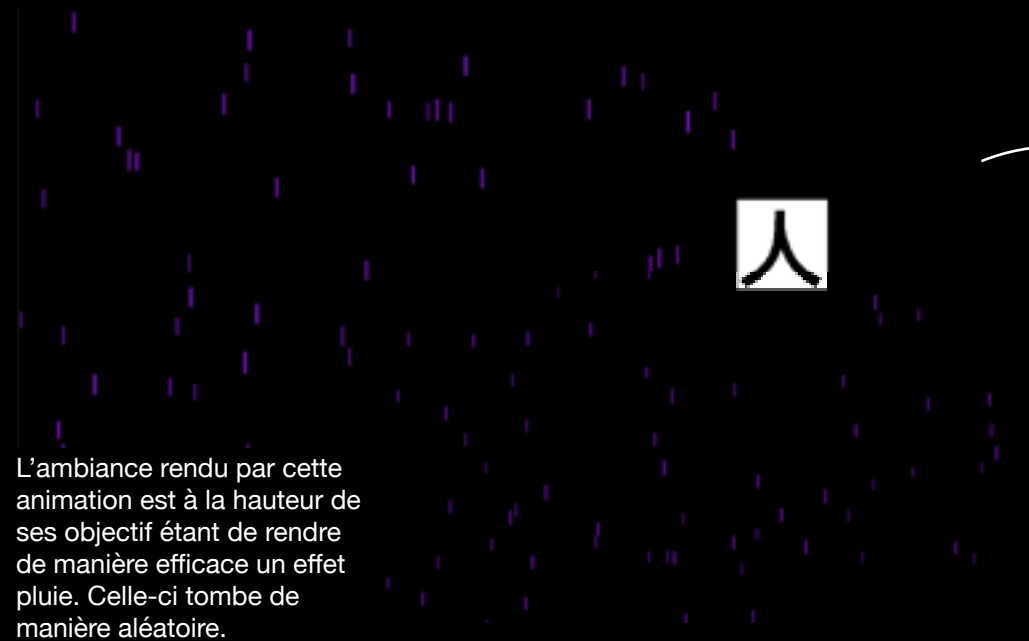 人
L'ambiance rendu par cette
animation est à la hauteur de
ses objectif étant de rendre
de manière efficace un effet
pluie. Celle-ci tombe de
manière aléatoire.